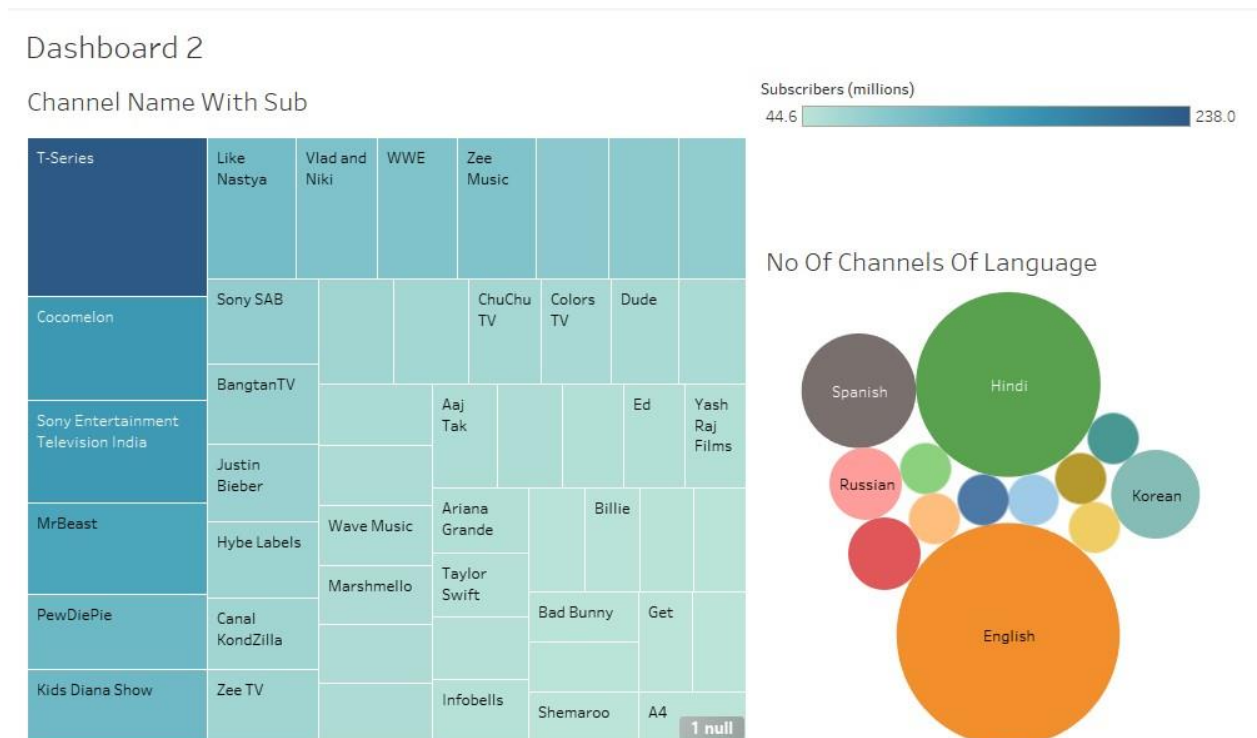 Dashboard 2
Channel Name With Sub
T-Series
Cocomelon
Sony Entertainment
Television India
MrBeast
PewDiePie
Kids Diana Show
Like
Nastya
Vlad and
Niki
WWE
Zee
Music
Sony SAB
ChuChu
TV
Colors
TV
Dude
BangtanTV
Justin
Bieber
Hybe Labels
Canal
KondZilla
Zee TV
Wave Music
Marshmello
Aaj
Tak
Ed
Yash
Raj
Films
Ariana
Grande
Billie
Taylor
Swift
Bad Bunny
Get
Infobells
Shemaroo
A4
1 null
Subscribers (millions)
44.6
238.0
No Of Channels Of Language
Spanish
Hindi
Russian
Korean
English